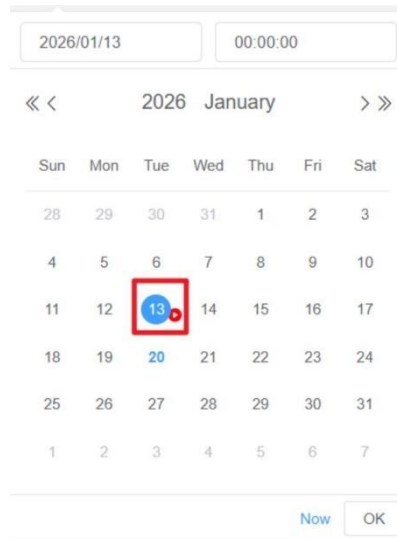 2026/01/13 00:00:00
« < 2026 January > »
Sun Mon Tue Wed Thu Fri Sat
28 29 30 31 1 2 3
4 5 6 7 8 9 10
11 12 13 14 15 16 17
18 19 20 21 22 23 24
25 26 27 28 29 30 31
1 2 3 4 5 6 7
Now OK